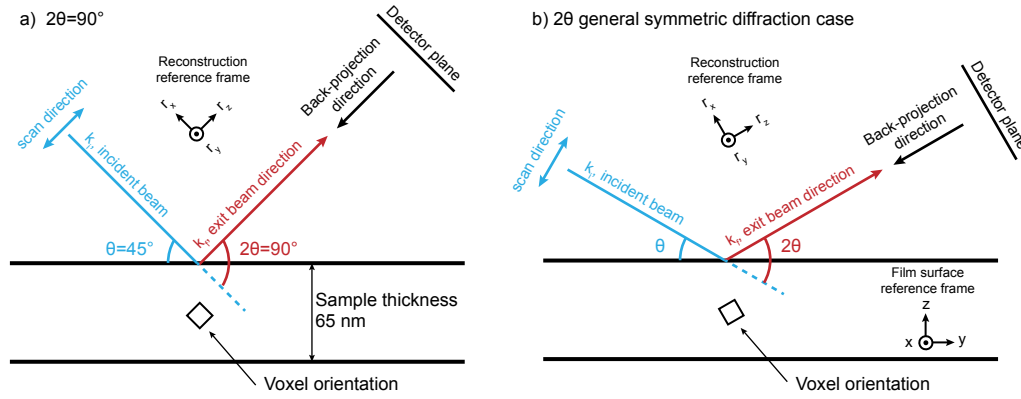 a) 2θ=90°
Detector plane
Back-projection
direction
Reconstruction
reference frame
r_x
r_z
r_y
scan direction
k_i, incident beam
k_f, exit beam direction
θ=45°
2θ=90°
Sample thickness
65 nm
Voxel orientation
b) 2θ general symmetric diffraction case
Detector plane
Back-projection
direction
Reconstruction
reference frame
r_x
r_z
r_y
scan direction
k_i, incident beam
k_f, exit beam direction
θ
2θ
Film surface
reference frame
z
x
y
Voxel orientation